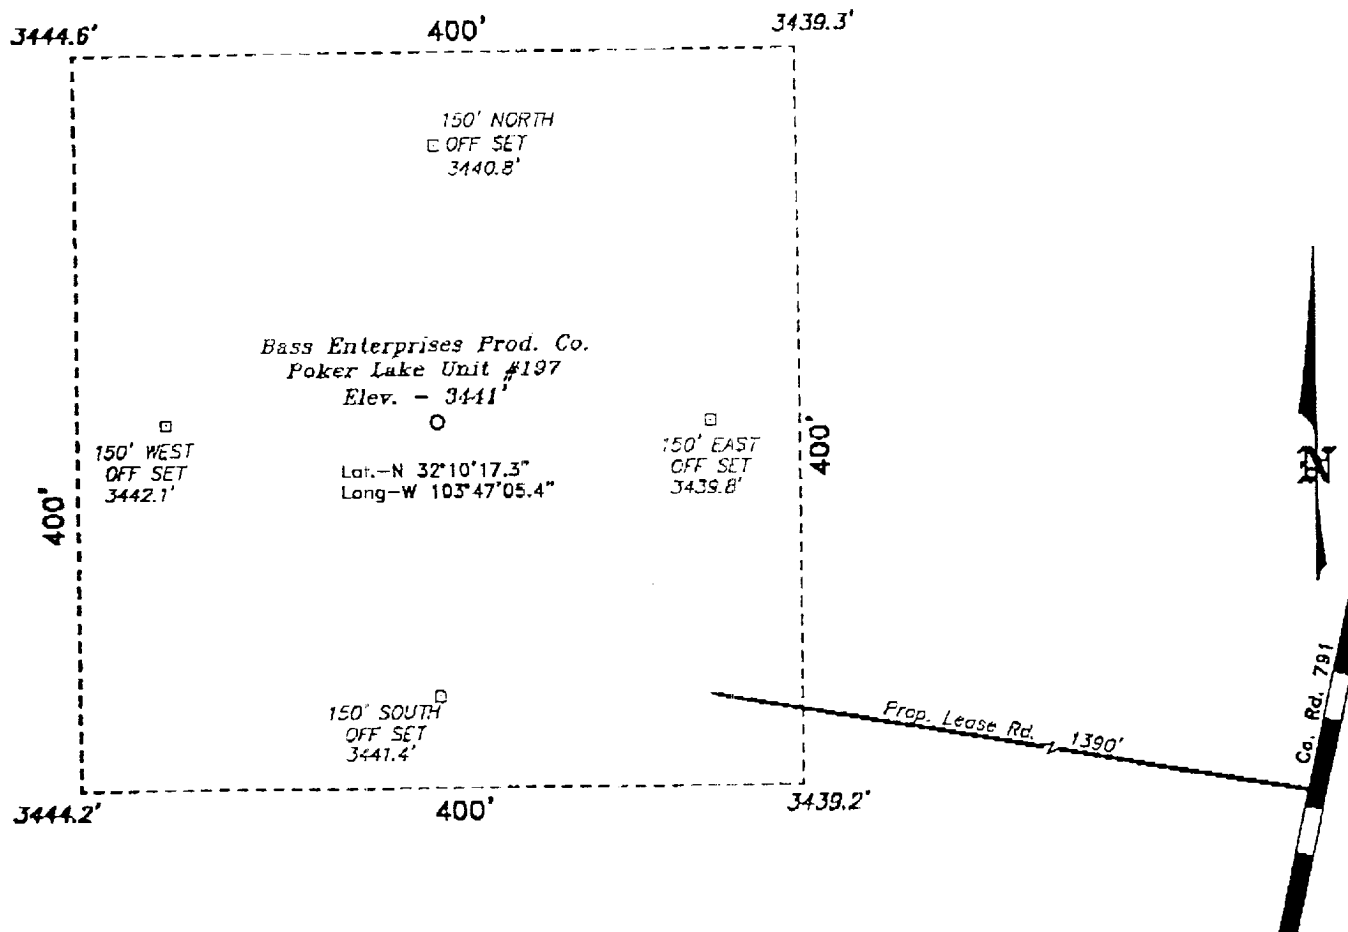 3444.6'
400'
3439.3'
150' NORTH
OFF SET
3440.8'
Bass Enterprises Prod. Co.
Poker Lake Unit #197
Elev. - 3441'
150' WEST
OFF SET
3442.1'
Lat.-N 32°10'17.3"
Long-W 103°47'05.4"
150' EAST
OFF SET
3439.8'
400'
400'
N
150' SOUTH
OFF SET
3441.4'
Prop. Lease Rd. 1390'
Co. Rd. 791
3444.2'
400'
3439.2'